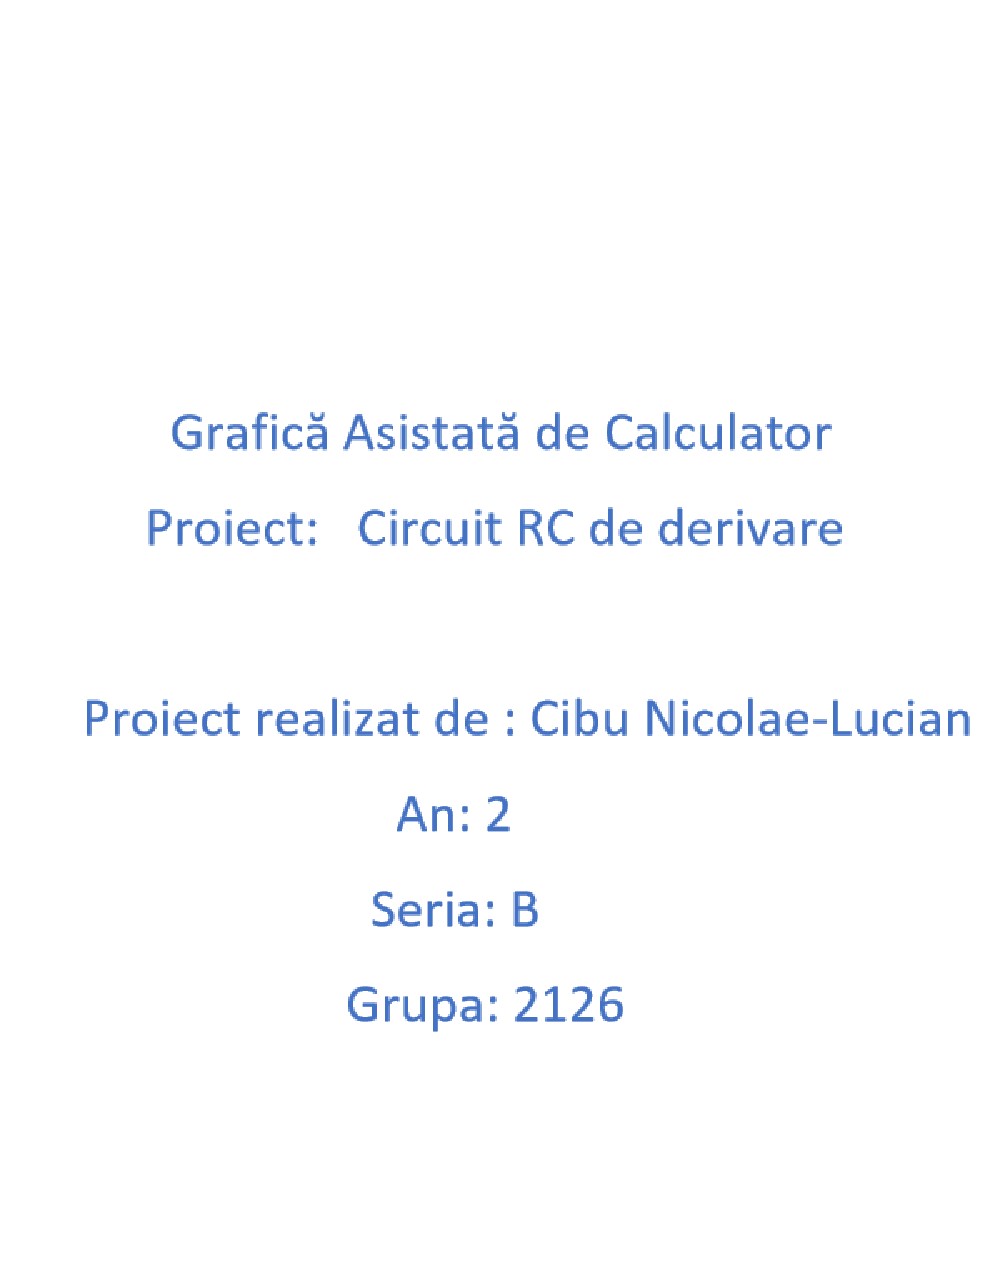 Grafică Asistată de Calculator
Proiect: Circuit RC de derivare
Proiect realizat de : Cibu Nicolae-Lucian
An: 2
Seria: B
Grupa: 2126